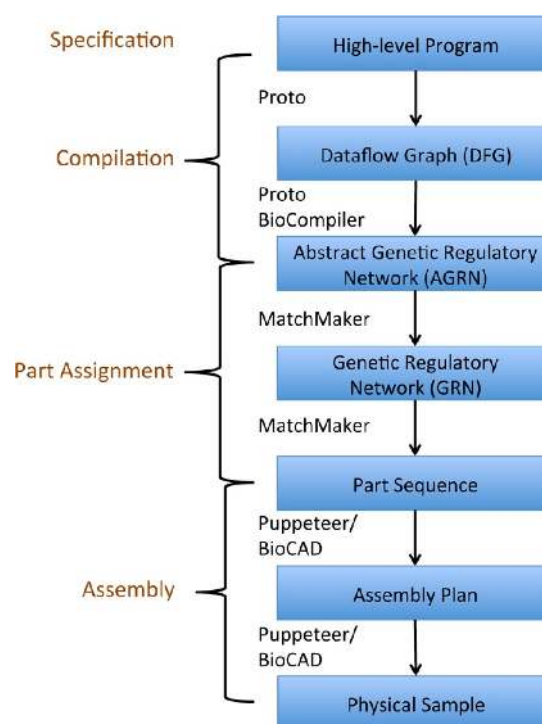 Specification
High-level Program
Proto
Compilation
Dataflow Graph (DFG)
Proto
BioCompiler
Abstract Genetic Regulatory
Network (AGRN)
MatchMaker
Part Assignment
Genetic Regulatory
Network (GRN)
MatchMaker
Part Sequence
Puppeteer/
BioCAD
Assembly
Assembly Plan
Puppeteer/
BioCAD
Physical Sample